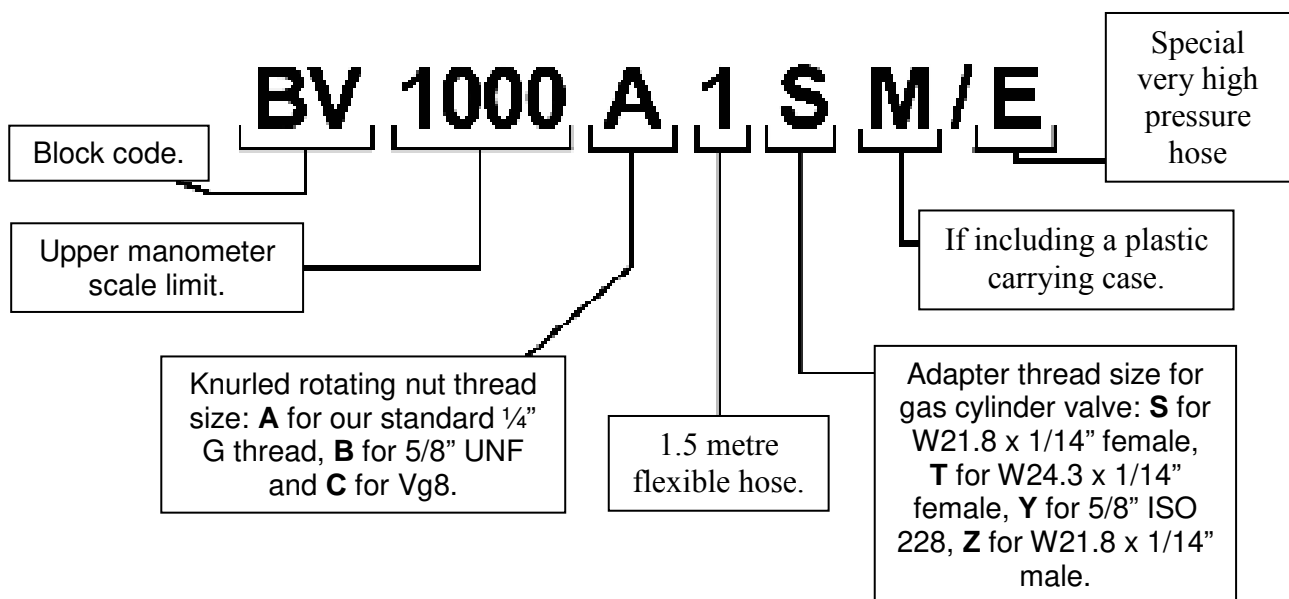 BV 1000 A 1 S M / E
Special
very high
pressure
hose
Block code.
Upper manometer
scale limit.
If including a plastic
carrying case.
Knurled rotating nut thread
size: A for our standard ¼”
G thread, B for 5/8” UNF
and C for Vg8.
1.5 metre
flexible hose.
Adapter thread size for
gas cylinder valve: S for
W21.8 x 1/14” female,
T for W24.3 x 1/14”
female, Y for 5/8” ISO
228, Z for W21.8 x 1/14”
male.